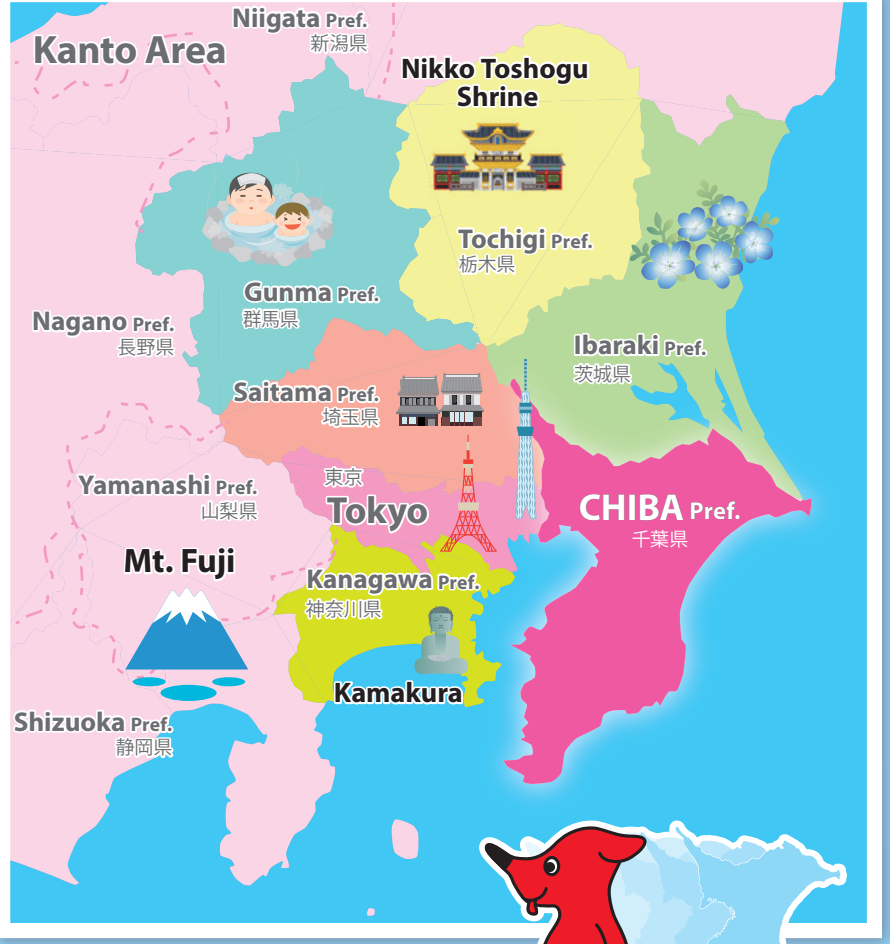 Niigata Pref.
新潟県
Kanto Area
Nikko Toshogu
Shrine
Tochigi Pref.
栃木県
Gunma Pref.
群馬県
Nagano Pref.
長野県
Ibaraki Pref.
茨城県
Saitama Pref.
埼玉県
東京
Tokyo
Yamanashi Pref.
山梨県
CHIBA Pref.
千葉県
Mt. Fuji
Kanagawa Pref.
神奈川県
Kamakura
Shizuoka Pref.
静岡県